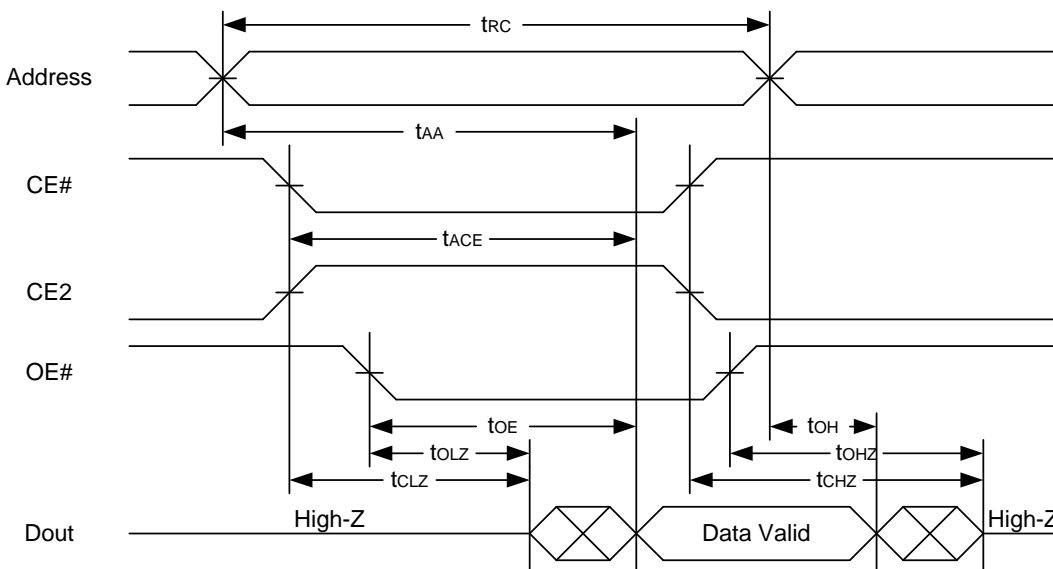 tRC
Address
tAA
CE#
tACE
CE2
OE#
tOE
tOH
tOLZ
tOHZ
tCLZ
tCHZ
High-Z
High-Z
Dout
Data Valid